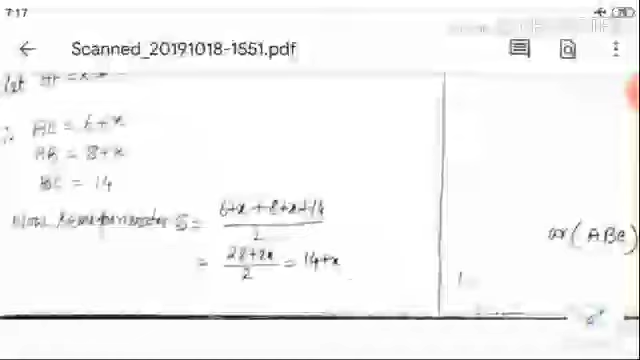 7:17
Scanned_20191018-1551.pdf
let
∴ AC = 6+x
AB = 8+x
BC = 14
Now, Semiperimeter S = 6+x+8+x+14 / 2
= 28+2x / 2 = 14+x
ar(ABC)